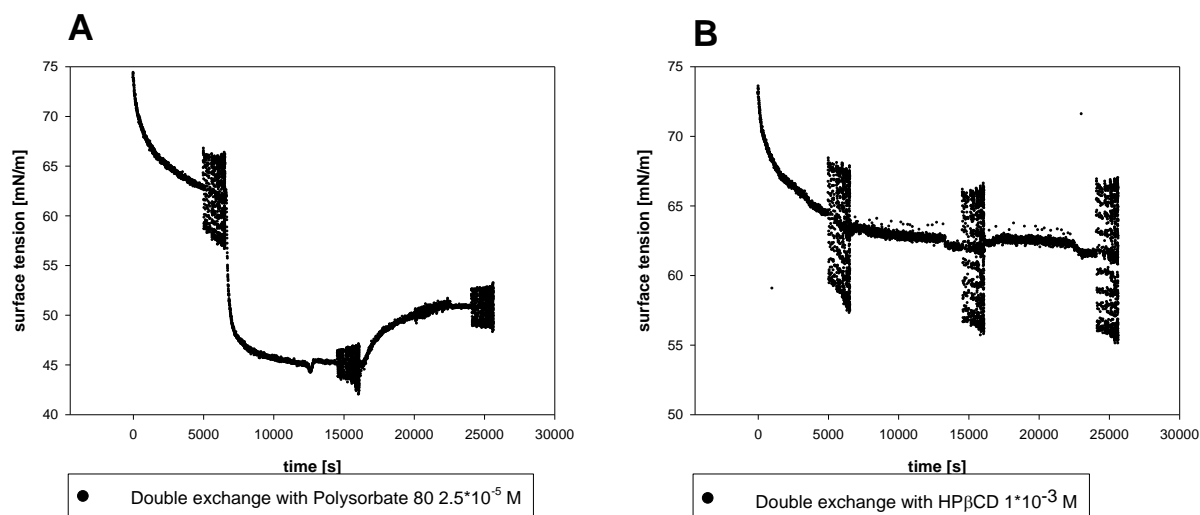 A
75
70
65
60
55
50
45
40
surface tension [mN/m]
0 5000 10000 15000 20000 25000 30000
time [s]
● Double exchange with Polysorbate 80 2.5*10⁻⁵ M
B
75
70
65
60
55
50
surface tension [mN/m]
0 5000 10000 15000 20000 25000 30000
time [s]
● Double exchange with HPβCD 1*10⁻³ M